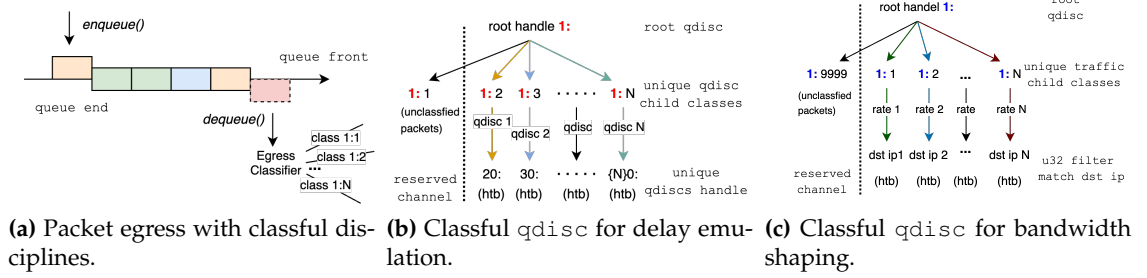 enqueue()
queue front
queue end
dequeue()
Egress
Classifier
class 1:1
class 1:2
...
class 1:N
root handle 1:
root qdisc
1: 1
(unclassfied
packets)
1: 2
1: 3
· · · · ·
1: N
unique qdisc
child classes
qdisc 1
qdisc 2
qdisc
qdisc N
reserved
channel
20:
30:
· · · · ·
{N}0:
(htb)
(htb)
(htb)
(htb)
unique
qdiscs handle
root handel 1:
root
qdisc
1: 9999
(unclassfied
packets)
1: 1
1: 2
...
1: N
unique traffic
child classes
rate 1
rate 2
rate
rate N
reserved
channel
dst ip1
dst ip 2
...
dst ip N
(htb)
(htb)
(htb)
(htb)
u32 filter
match dst ip
(a) Packet egress with classful dis-
ciplines.
(b) Classful qdisc for delay emu-
lation.
(c) Classful qdisc for bandwidth
shaping.